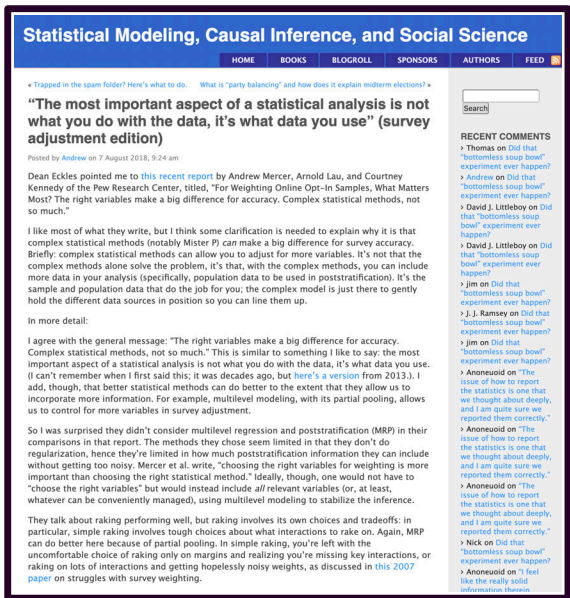 Statistical Modeling, Causal Inference, and Social Science
HOME BOOKS BLOGROLL SPONSORS AUTHORS FEED
« Trapped in the spam folder? Here's what to do. What is "party balancing" and how does it explain midterm elections? »
"The most important aspect of a statistical analysis is not
what you do with the data, it's what data you use" (survey
adjustment edition)
Posted by Andrew on 7 August 2018, 9:24 am
Dean Eckles pointed me to this recent report by Andrew Mercer, Arnold Lau, and Courtney
Kennedy of the Pew Research Center, titled, "For Weighting Online Opt-In Samples, What Matters
Most? The right variables make a big difference for accuracy. Complex statistical methods, not
so much."
I like most of what they write, but I think some clarification is needed to explain why it is that
complex statistical methods (notably Mister P) can make a big difference for survey accuracy.
Briefly: complex statistical methods can allow you to adjust for more variables. It's not that the
complex methods alone solve the problem, it's that, with the complex methods, you can include
more data in your analysis (specifically, population data to be used in poststratification). It's the
sample and population data that do the job for you; the complex model is just there to gently
hold the different data sources in position so you can line them up.
In more detail:
I agree with the general message: "The right variables make a big difference for accuracy.
Complex statistical methods, not so much." This is similar to something I like to say: the most
important aspect of a statistical analysis is not what you do with the data, it's what data you use.
(I can't remember when I first said this; it was decades ago, but here's a version from 2013.). I
add, though, that better statistical methods can do better to the extent that they allow us to
incorporate more information. For example, multilevel modeling, with its partial pooling, allows
us to control for more variables in survey adjustment.
So I was surprised they didn't consider multilevel regression and poststratification (MRP) in their
comparisons in that report. The methods they chose seem limited in that they don't do
regularization, hence they're limited in how much poststratification information they can include
without getting too noisy. Mercer et al. write, "choosing the right variables for weighting is more
important than choosing the right statistical method." Ideally, though, one would not have to
"choose the right variables" but would instead include all relevant variables (or, at least,
whatever can be conveniently managed), using multilevel modeling to stabilize the inference.
They talk about raking performing well, but raking involves its own choices and tradeoffs: in
particular, simple raking involves tough choices about what interactions to rake on. Again, MRP
can do better here because of partial pooling. In simple raking, you're left with the
uncomfortable choice of raking only on margins and realizing you're missing key interactions, or
raking on lots of interactions and getting hopelessly noisy weights, as discussed in this 2007
paper on struggles with survey weighting.
Search
RECENT COMMENTS
› Thomas on Did that
"bottomless soup bowl"
experiment ever happen?
› Andrew on Did that
"bottomless soup bowl"
experiment ever happen?
› David J. Littleboy on Did
that "bottomless soup
bowl" experiment ever
happen?
› David J. Littleboy on Did
that "bottomless soup
bowl" experiment ever
happen?
› jim on Did that
"bottomless soup bowl"
experiment ever happen?
› J. J. Ramsey on Did that
"bottomless soup bowl"
experiment ever happen?
› jim on Did that
"bottomless soup bowl"
experiment ever happen?
› Anoneuoid on "The
issue of how to report
the statistics is one that
we thought about deeply,
and I am quite sure we
reported them correctly."
› Anoneuoid on "The
issue of how to report
the statistics is one that
we thought about deeply,
and I am quite sure we
reported them correctly."
› Anoneuoid on "The
issue of how to report
the statistics is one that
we thought about deeply,
and I am quite sure we
reported them correctly."
› Nick on Did that
"bottomless soup bowl"
experiment ever happen?
› Anoneuoid on "I feel
like the really solid
information therein